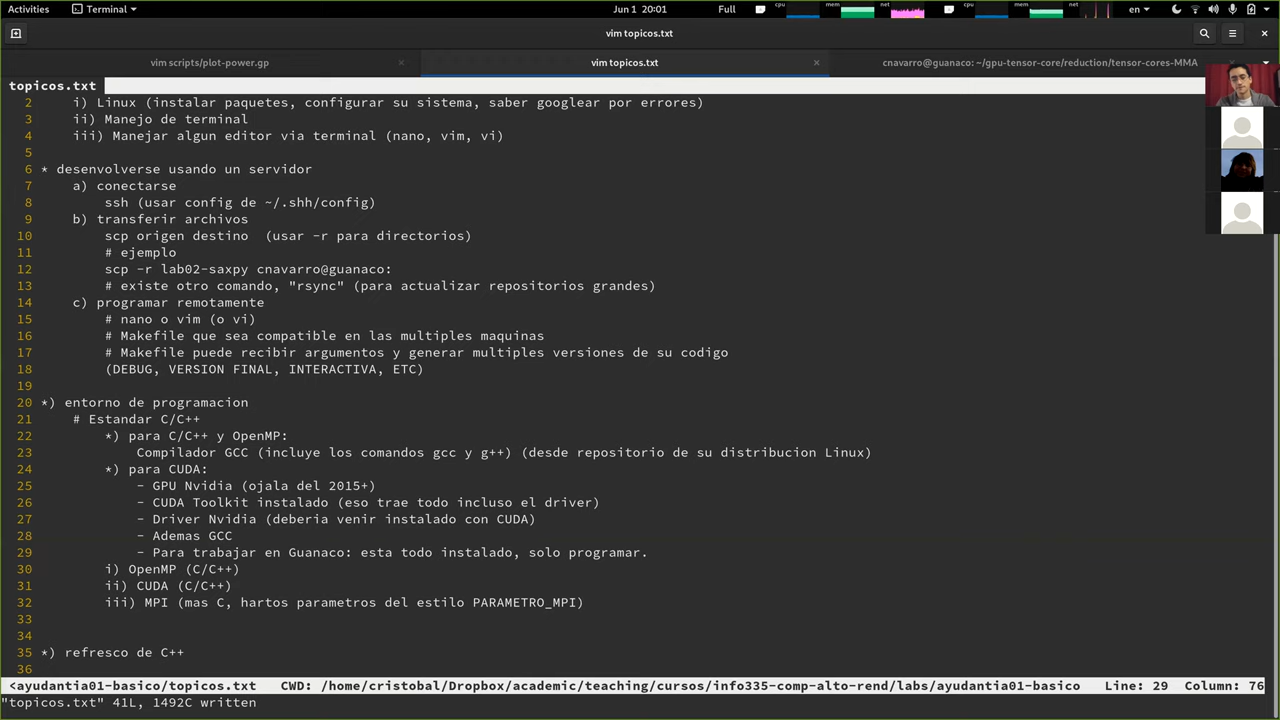 Activities Terminal Jun 1 20:01 Full cpu mem net cpu mem net en
vim topicos.txt
vim scripts/plot-power.gp vim topicos.txt cnavarro@guanaco: ~/gpu-tensor-core/reduction/tensor-cores-MMA
topicos.txt
2 i) Linux (instalar paquetes, configurar su sistema, saber googlear por errores)
3 ii) Manejo de terminal
4 iii) Manejar algun editor via terminal (nano, vim, vi)
5
6 * desenvolverse usando un servidor
7 a) conectarse
8 ssh (usar config de ~/.shh/config)
9 b) transferir archivos
10 scp origen destino (usar -r para directorios)
11 # ejemplo
12 scp -r lab02-saxpy cnavarro@guanaco:
13 # existe otro comando, "rsync" (para actualizar repositorios grandes)
14 c) programar remotamente
15 # nano o vim (o vi)
16 # Makefile que sea compatible en las multiples maquinas
17 # Makefile puede recibir argumentos y generar multiples versiones de su codigo
18 (DEBUG, VERSION FINAL, INTERACTIVA, ETC)
19
20 *) entorno de programacion
21 # Estandar C/C++
22 *) para C/C++ y OpenMP:
23 Compilador GCC (incluye los comandos gcc y g++) (desde repositorio de su distribucion Linux)
24 *) para CUDA:
25 - GPU Nvidia (ojala del 2015+)
26 - CUDA Toolkit instalado (eso trae todo incluso el driver)
27 - Driver Nvidia (deberia venir instalado con CUDA)
28 - Ademas GCC
29 - Para trabajar en Guanaco: esta todo instalado, solo programar.
30 i) OpenMP (C/C++)
31 ii) CUDA (C/C++)
32 iii) MPI (mas C, hartos parametros del estilo PARAMETRO_MPI)
33
34
35 *) refresco de C++
36
<ayudantia01-basico/topicos.txt CWD: /home/cristobal/Dropbox/academic/teaching/cursos/info335-comp-alto-rend/labs/ayudantia01-basico Line: 29 Column: 76
"topicos.txt" 41L, 1492C written